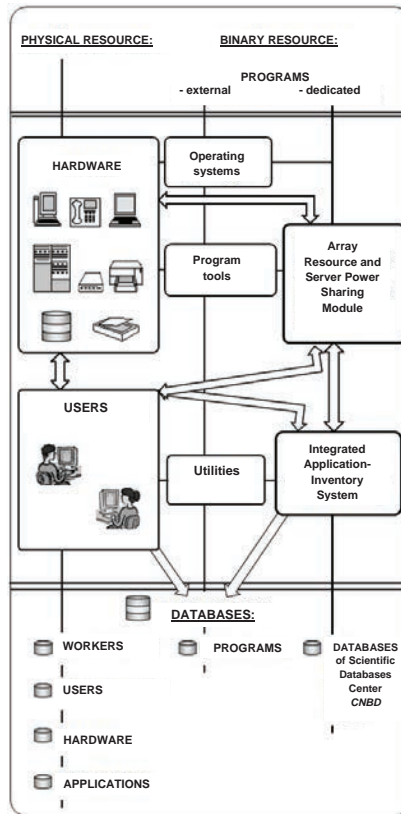 PHYSICAL RESOURCE:
BINARY RESOURCE:
PROGRAMS
- external
- dedicated
HARDWARE
Operating
systems
Program
tools
Array
Resource and
Server Power
Sharing
Module
USERS
Utilities
Integrated
Application-
Inventory
System
DATABASES:
WORKERS
USERS
HARDWARE
APPLICATIONS
PROGRAMS
DATABASES
of Scientific
Databases
Center
CNBD